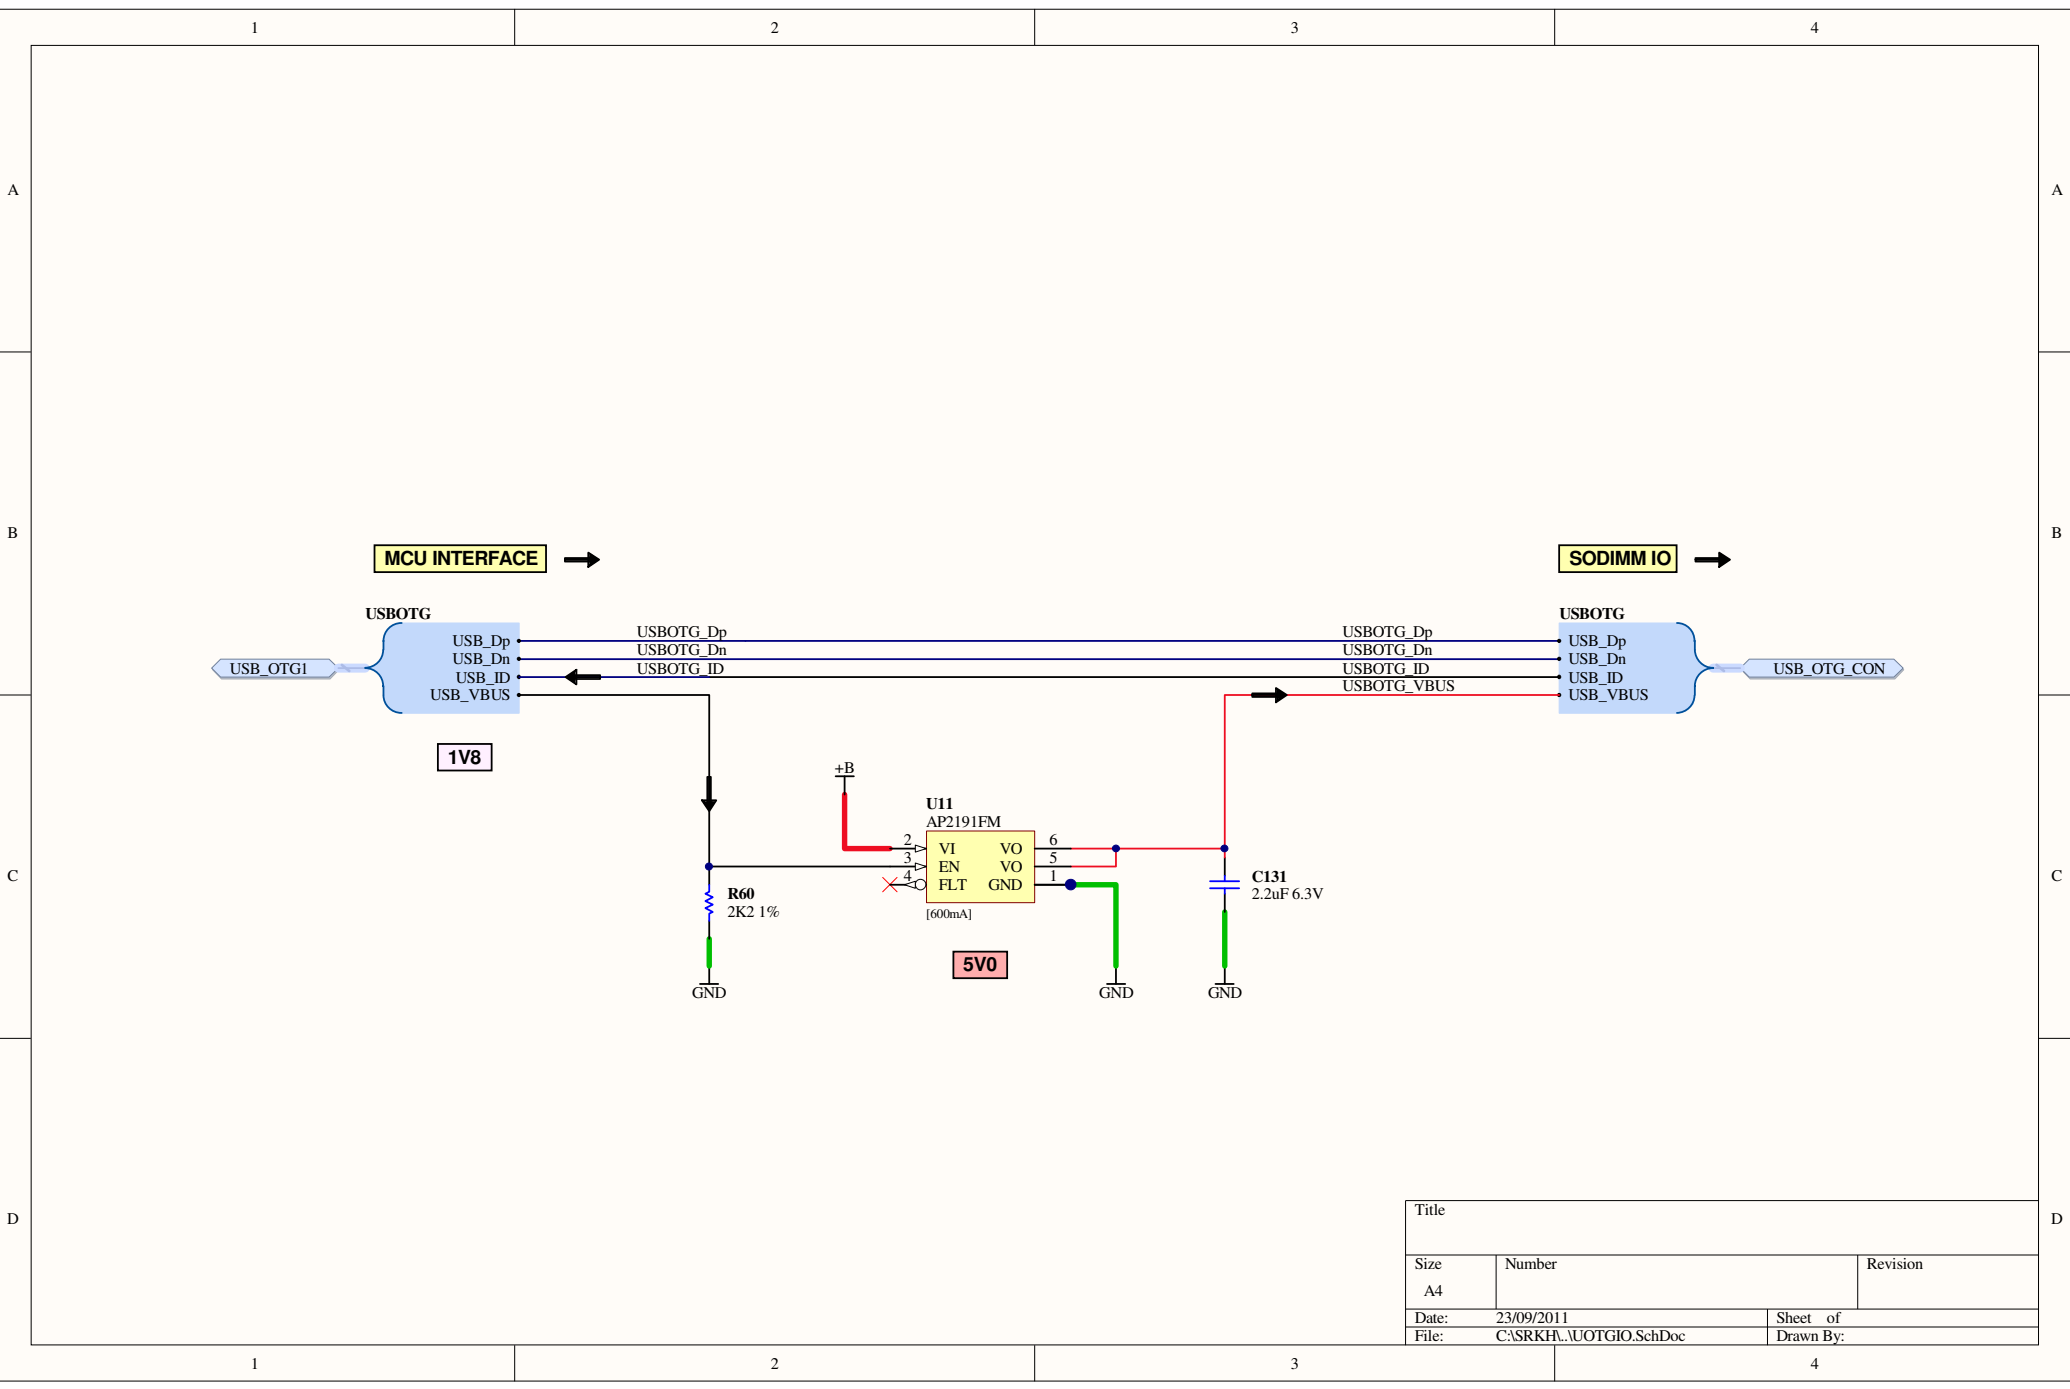 1 2 3 4
A A
B B
MCU INTERFACE
SODIMM IO
USBOTG
USBOTG
USB_OTG1
USB_Dp
USB_Dn
USB_ID
USB_VBUS
USBOTG_Dp
USBOTG_Dn
USBOTG_ID
USBOTG_Dp
USBOTG_Dn
USBOTG_ID
USBOTG_VBUS
USB_Dp
USB_Dn
USB_ID
USB_VBUS
USB_OTG_CON
1V8
+B
U11
AP2191FM
2 VI VO 6
3 EN VO 5
4 FLT GND 1
[600mA]
C C
R60
2K2 1%
C131
2.2uF 6.3V
5V0
GND
GND
GND
D D
Title
Size
A4
Number
Revision
Date: 23/09/2011
Sheet of
File: C:\SRKH\..\UOTGIO.SchDoc
Drawn By:
1 2 3 4